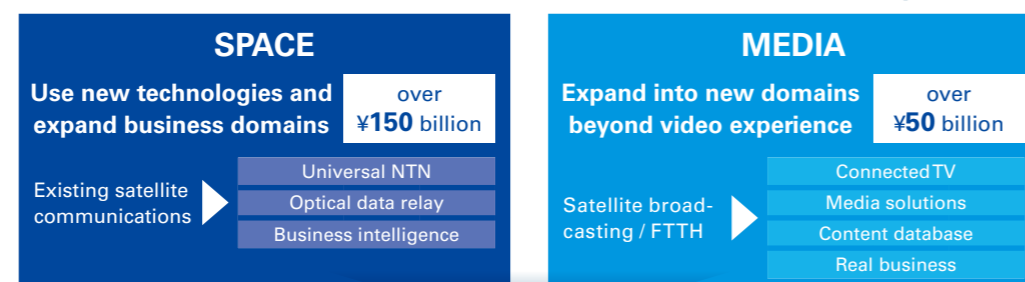 SPACE
Use new technologies and
expand business domains
over
¥150 billion
Existing satellite
communications
Universal NTN
Optical data relay
Business intelligence
MEDIA
Expand into new domains
beyond video experience
over
¥50 billion
Satellite broad-
casting / FTTH
Connected TV
Media solutions
Content database
Real business